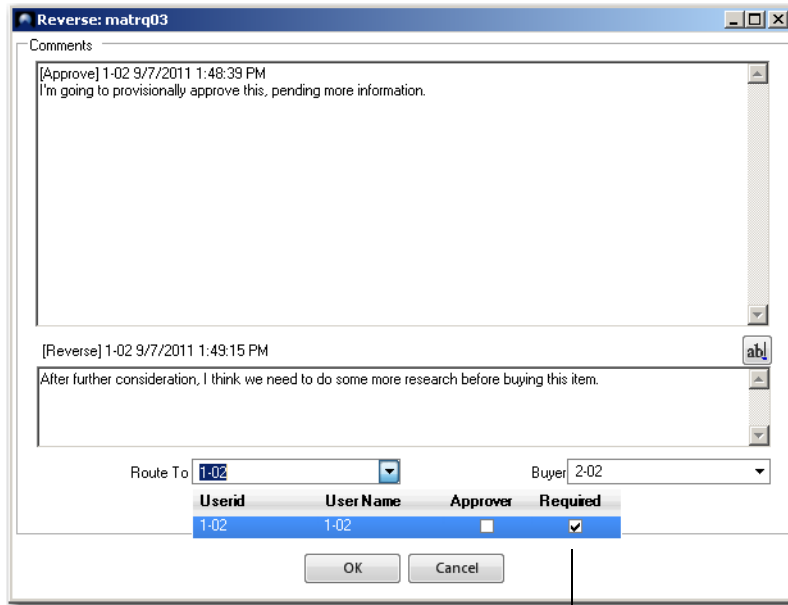 Reverse: matrq03
Comments
[Approve] 1-02 9/7/2011 1:48:39 PM
I'm going to provisionally approve this, pending more information.
[Reverse] 1-02 9/7/2011 1:49:15 PM
ab
After further consideration, I think we need to do some more research before buying this item.
Route To 1-02 Buyer 2-02
Userid User Name Approver Required
1-02 1-02
OK Cancel